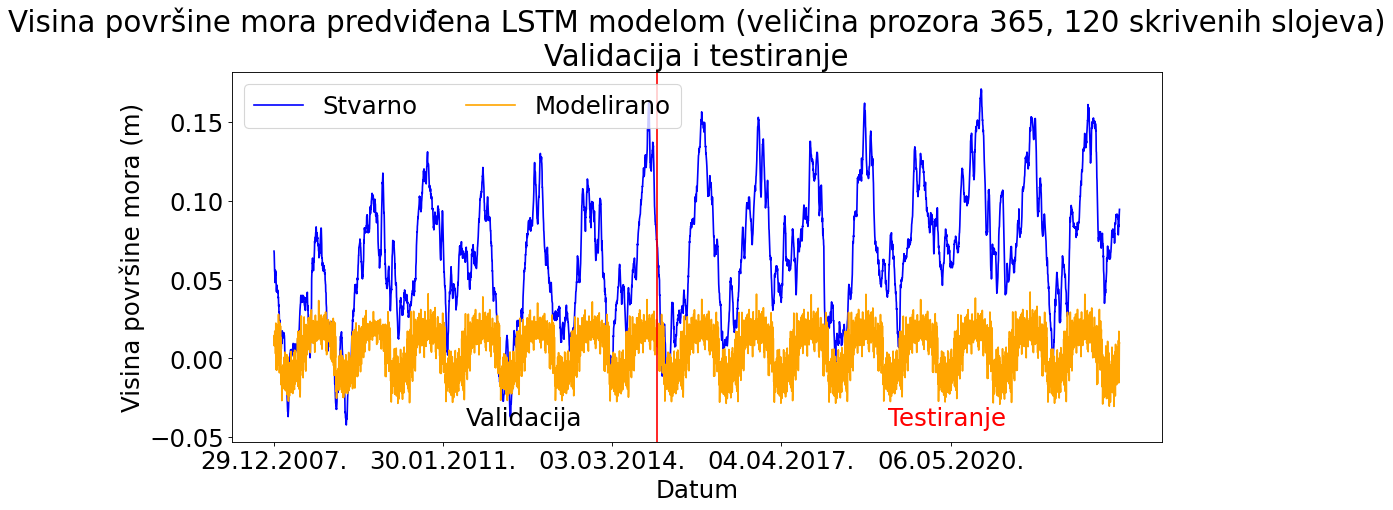 Visina površine mora predviđena LSTM modelom (veličina prozora 365, 120 skrivenih slojeva)
Validacija i testiranje
Stvarno Modelirano
Visina površine mora (m)
0.15
0.10
0.05
0.00
−0.05
Validacija Testiranje
29.12.2007. 30.01.2011. 03.03.2014. 04.04.2017. 06.05.2020.
Datum